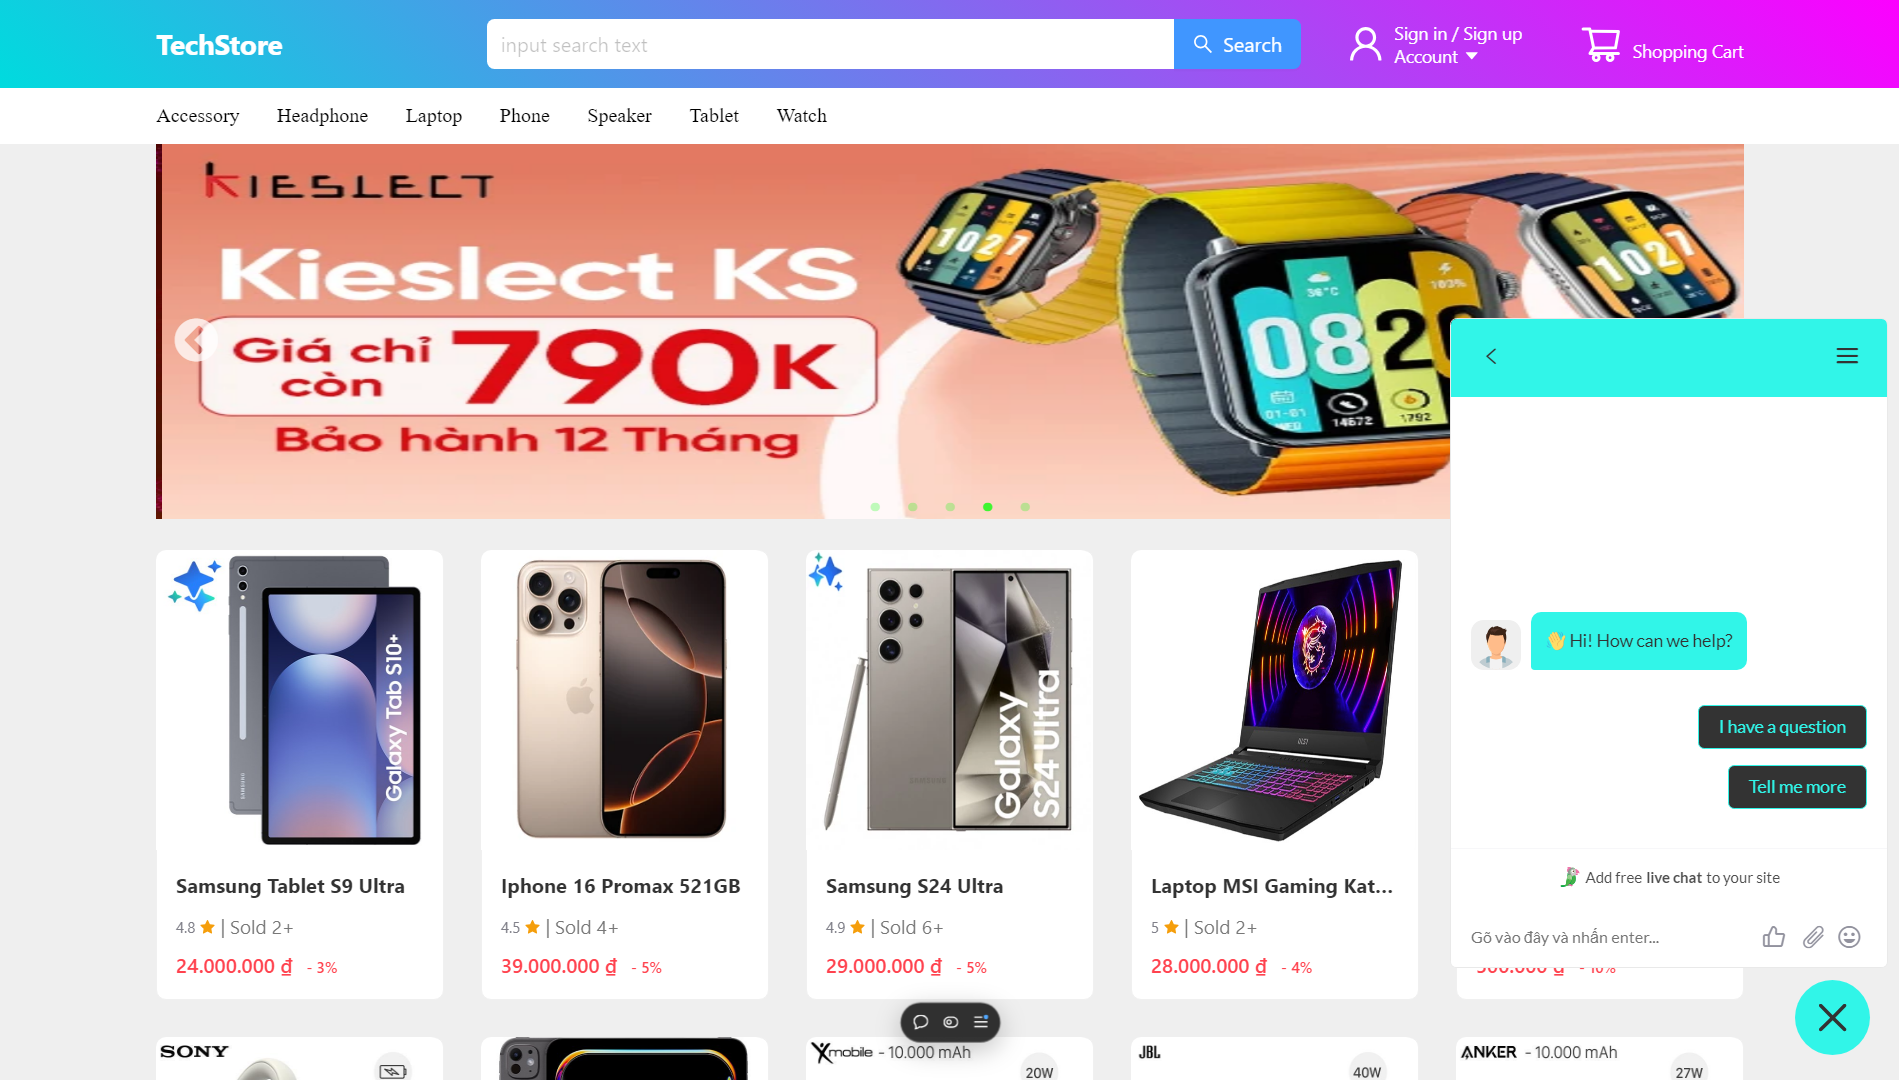 TechStore
input search text
Search
Sign in / Sign up
Account
Shopping Cart
Accessory
Headphone
Laptop
Phone
Speaker
Tablet
Watch
KIESLECT
Kieslect KS
Giá chỉ
còn
790K
Bảo hành 12 Tháng
👋 Hi! How can we help?
I have a question
Tell me more
Add free live chat to your site
Gõ vào đây và nhấn enter...
Galaxy Tab S10+
Galaxy
S24 Ultra
Samsung Tablet S9 Ultra
4.8 | Sold 2+
24.000.000 ₫ - 3%
Iphone 16 Promax 521GB
4.5 | Sold 4+
39.000.000 ₫ - 5%
Samsung S24 Ultra
4.9 | Sold 6+
29.000.000 ₫ - 5%
Laptop MSI Gaming Kat...
5 | Sold 2+
28.000.000 ₫ - 4%
SONY
Xmobile - 10.000 mAh
20W
JBL
40W
ANKER - 10.000 mAh
27W